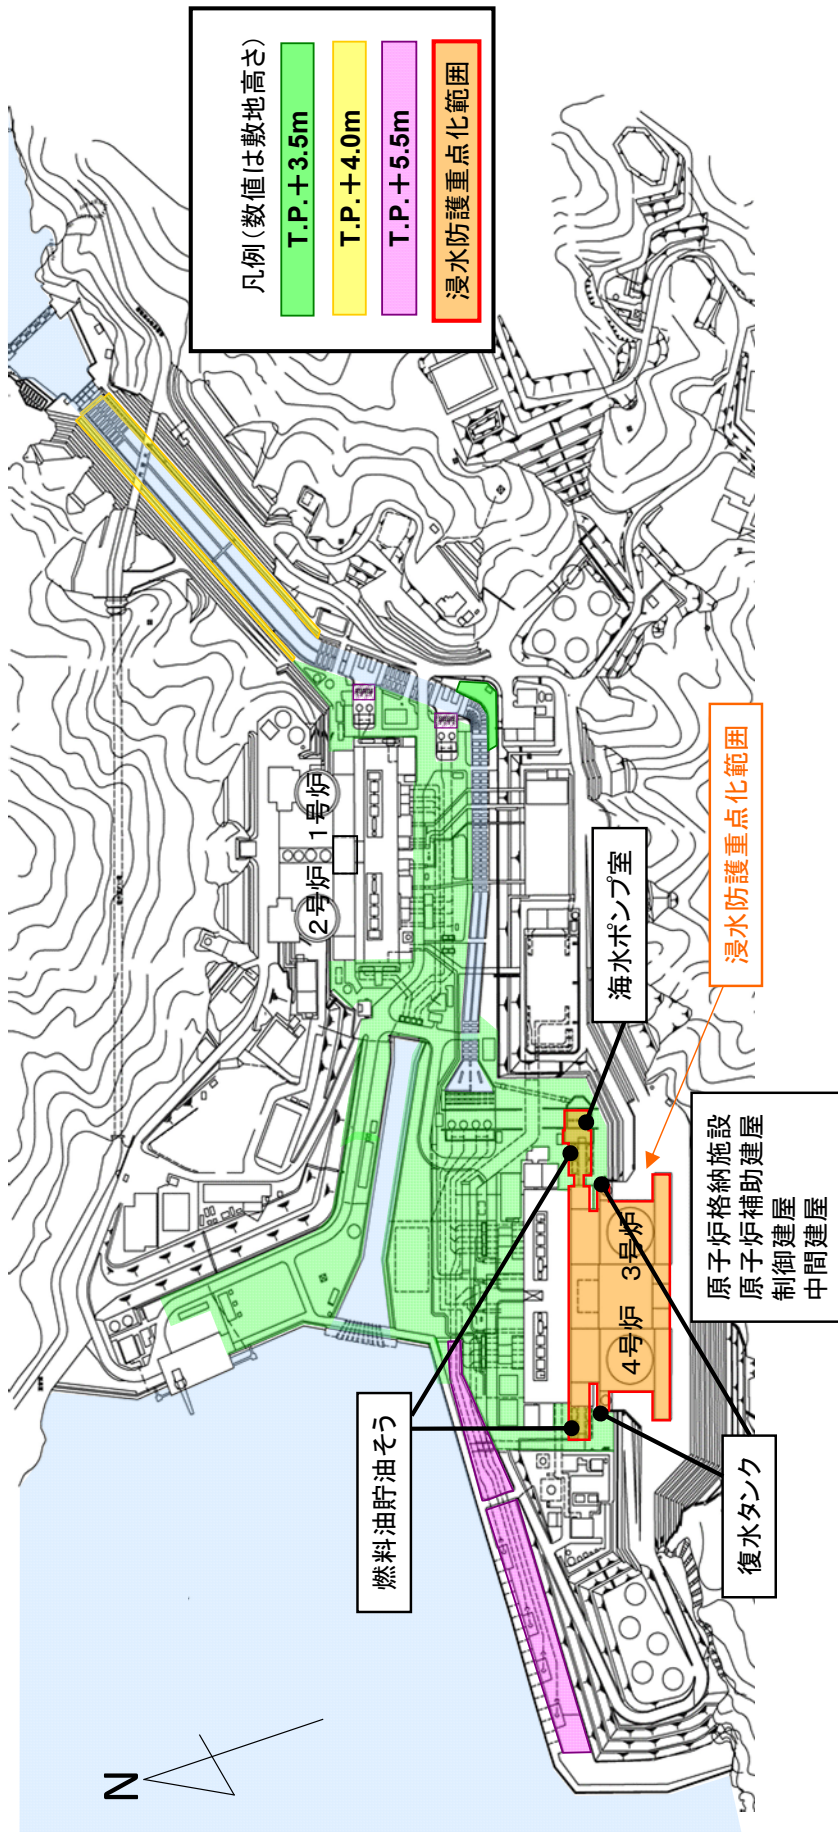 凡例（数値は敷地高さ）
T.P.＋3.5m
T.P.＋4.0m
T.P.＋5.5m
浸水防護重点化範囲
N
2号炉
1号炉
4号炉
3号炉
燃料油貯油そう
海水ポンプ室
浸水防護重点化範囲
復水タンク
原子炉格納施設
原子炉補助建屋
制御建屋
中間建屋